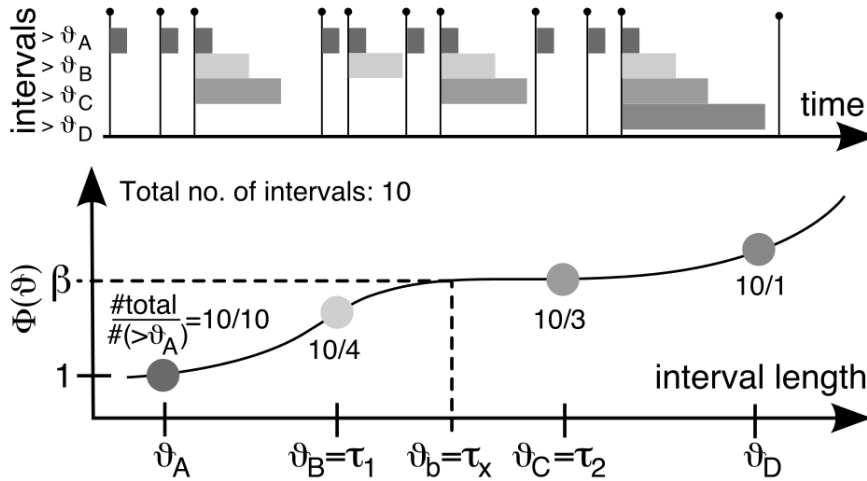 intervals
> ϑA
> ϑB
> ϑC
> ϑD
time
Total no. of intervals: 10
Φ(ϑ)
β
#total
#(>ϑA)
=10/10
10/4
10/3
10/1
1
interval length
ϑA
ϑB=τ1
ϑb=τx
ϑC=τ2
ϑD